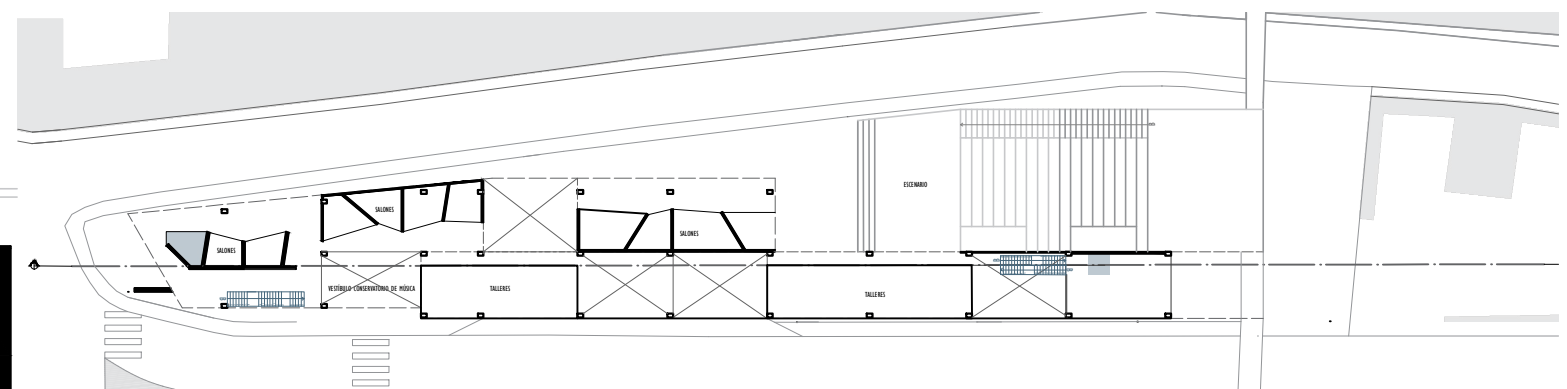 ESCENARIO
SALONES
SALONES
SALONES
VESTÍBULO CONSERVATORIO DE MÚSICA
TALLERES
TALLERES